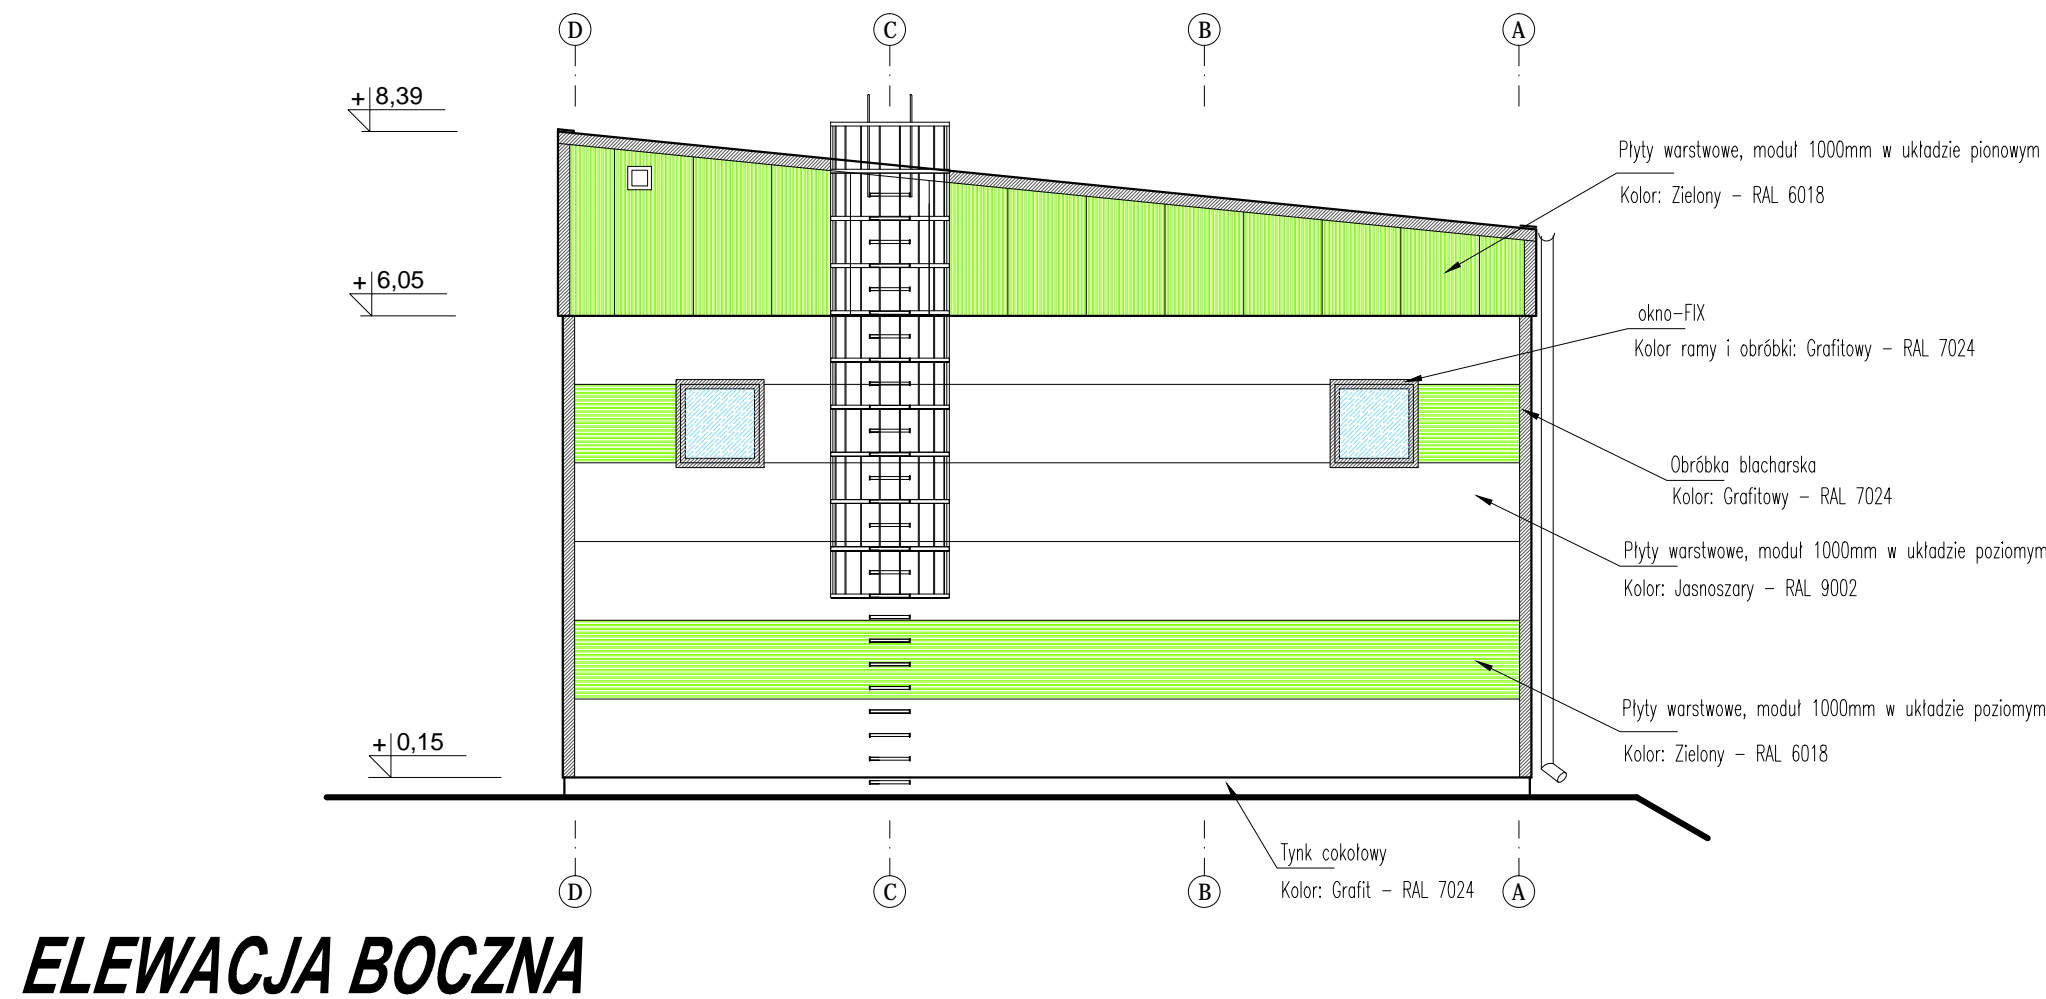 D C B A
+ 8,39
Płyty warstwowe, moduł 1000mm w układzie pionowym
Kolor: Zielony - RAL 6018
+ 6,05
okno-FIX
Kolor ramy i obróbki: Grafitowy - RAL 7024
Obróbka blacharska
Kolor: Grafitowy - RAL 7024
Płyty warstwowe, moduł 1000mm w układzie poziomym
Kolor: Jasnoszary - RAL 9002
Płyty warstwowe, moduł 1000mm w układzie poziomym
Kolor: Zielony - RAL 6018
+ 0,15
Tynk cokołowy
Kolor: Grafit - RAL 7024
D C B A
ELEWACJA BOCZNA